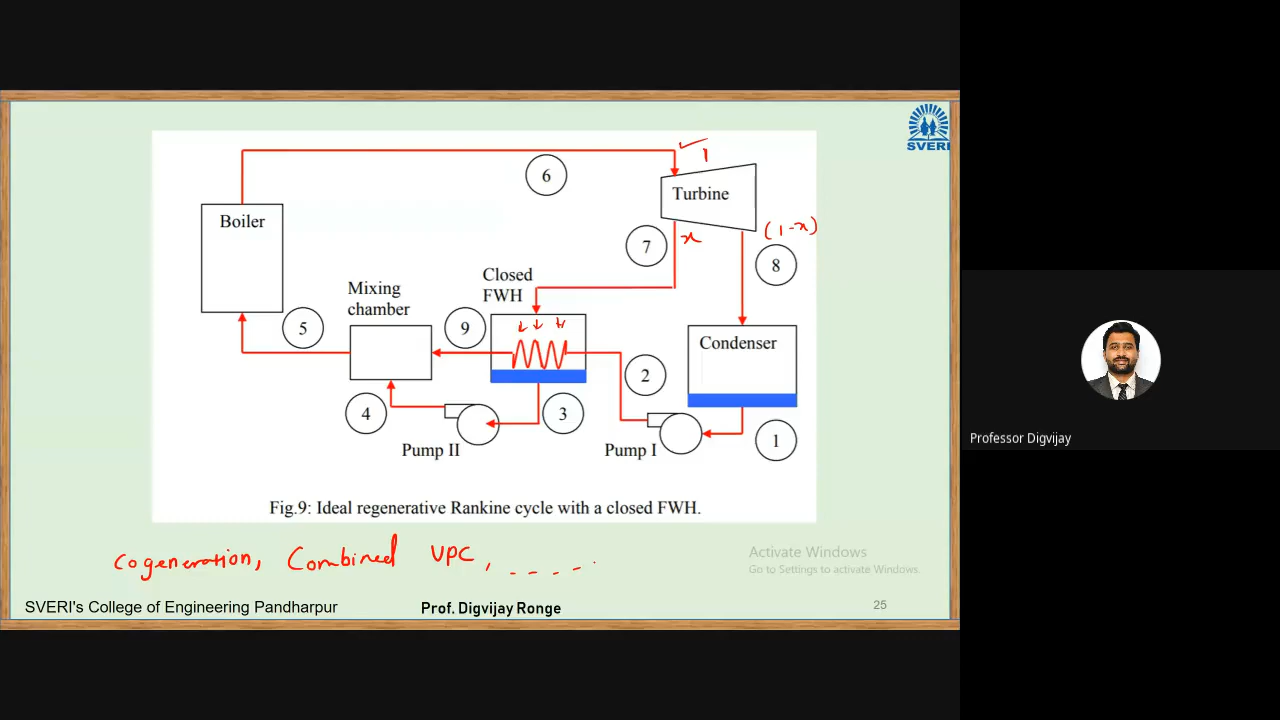 SVERI
1
6
Turbine
Boiler
x
(1-x)
7
8
Closed
FWH
Mixing
chamber
5
9
Condenser
2
4
3
Pump II
Pump I
1
Professor Digvijay
Fig.9: Ideal regenerative Rankine cycle with a closed FWH.
Cogeneration, Combined VPC, - - - - -
Activate Windows
Go to Settings to activate Windows.
SVERI's College of Engineering Pandharpur
Prof. Digvijay Ronge
25